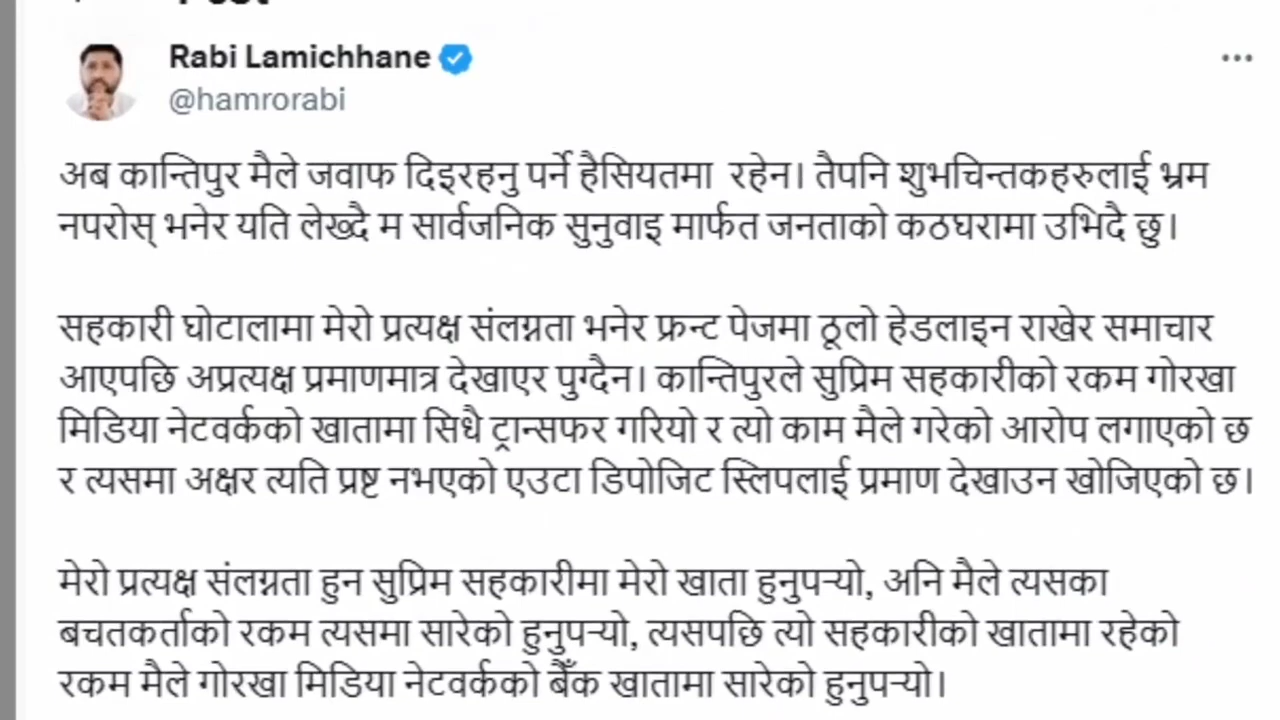 Rabi Lamichhane
@hamrorabi
अब कान्तिपुर मैले जवाफ दिइरहनु पर्ने हैसियतमा रहेन। तैपनि शुभचिन्तकहरुलाई भ्रम
नपरोस् भनेर यति लेख्दै म सार्वजनिक सुनुवाइ मार्फत जनताको कठघरामा उभिदै छु।
सहकारी घोटालामा मेरो प्रत्यक्ष संलग्नता भनेर फ्रन्ट पेजमा ठूलो हेडलाइन राखेर समाचार
आएपछि अप्रत्यक्ष प्रमाणमात्र देखाएर पुग्दैन। कान्तिपुरले सुप्रिम सहकारीको रकम गोरखा
मिडिया नेटवर्कको खातामा सिधै ट्रान्सफर गरियो र त्यो काम मैले गरेको आरोप लगाएको छ
र त्यसमा अक्षर त्यति प्रष्ट नभएको एउटा डिपोजिट स्लिपलाई प्रमाण देखाउन खोजिएको छ।
मेरो प्रत्यक्ष संलग्नता हुन सुप्रिम सहकारीमा मेरो खाता हुनुपर्‍यो, अनि मैले त्यसका
बचतकर्ताको रकम त्यसमा सारेको हुनुपर्‍यो, त्यसपछि त्यो सहकारीको खातामा रहेको
रकम मैले गोरखा मिडिया नेटवर्कको बैँक खातामा सारेको हुनुपर्‍यो।